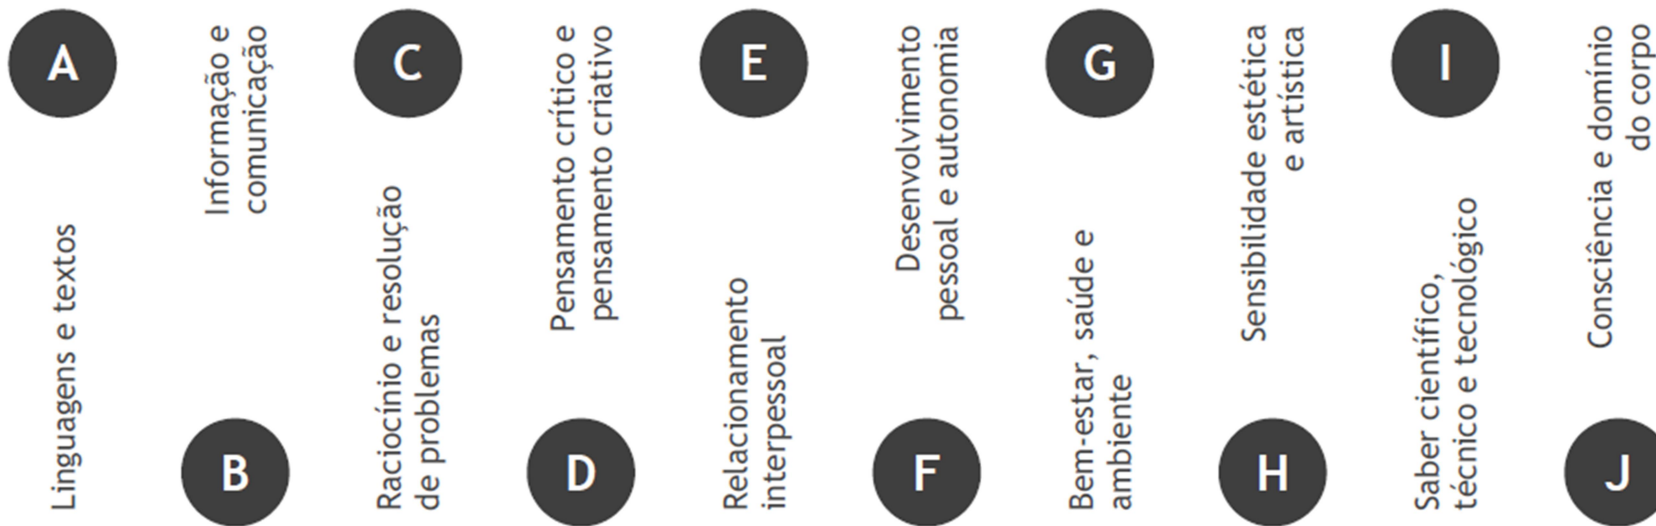 A
Linguagens e textos
B
Informação e
comunicação
C
Raciocínio e resolução
de problemas
D
Pensamento crítico e
pensamento criativo
E
Relacionamento
interpessoal
F
Desenvolvimento
pessoal e autonomia
G
Bem-estar, saúde e
ambiente
H
Sensibilidade estética
e artística
I
Saber científico,
técnico e tecnológico
J
Consciência e domínio
do corpo